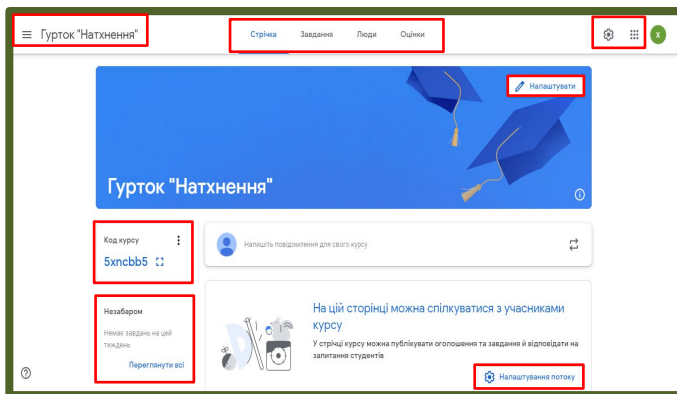 Гурток "Натхнення"
Стрічка Завдання Люди Оцінки
X
Налаштувати
Гурток "Натхнення"
Код курсу
5xncbb5
Напишіть повідомлення для свого курсу
Незабаром
Немає завдань на цей
тиждень
Переглянути всі
На цій сторінці можна спілкуватися з учасниками
курсу
У стрічці курсу можна публікувати оголошення та завдання й відповідати на
запитання студентів
Налаштування потоку